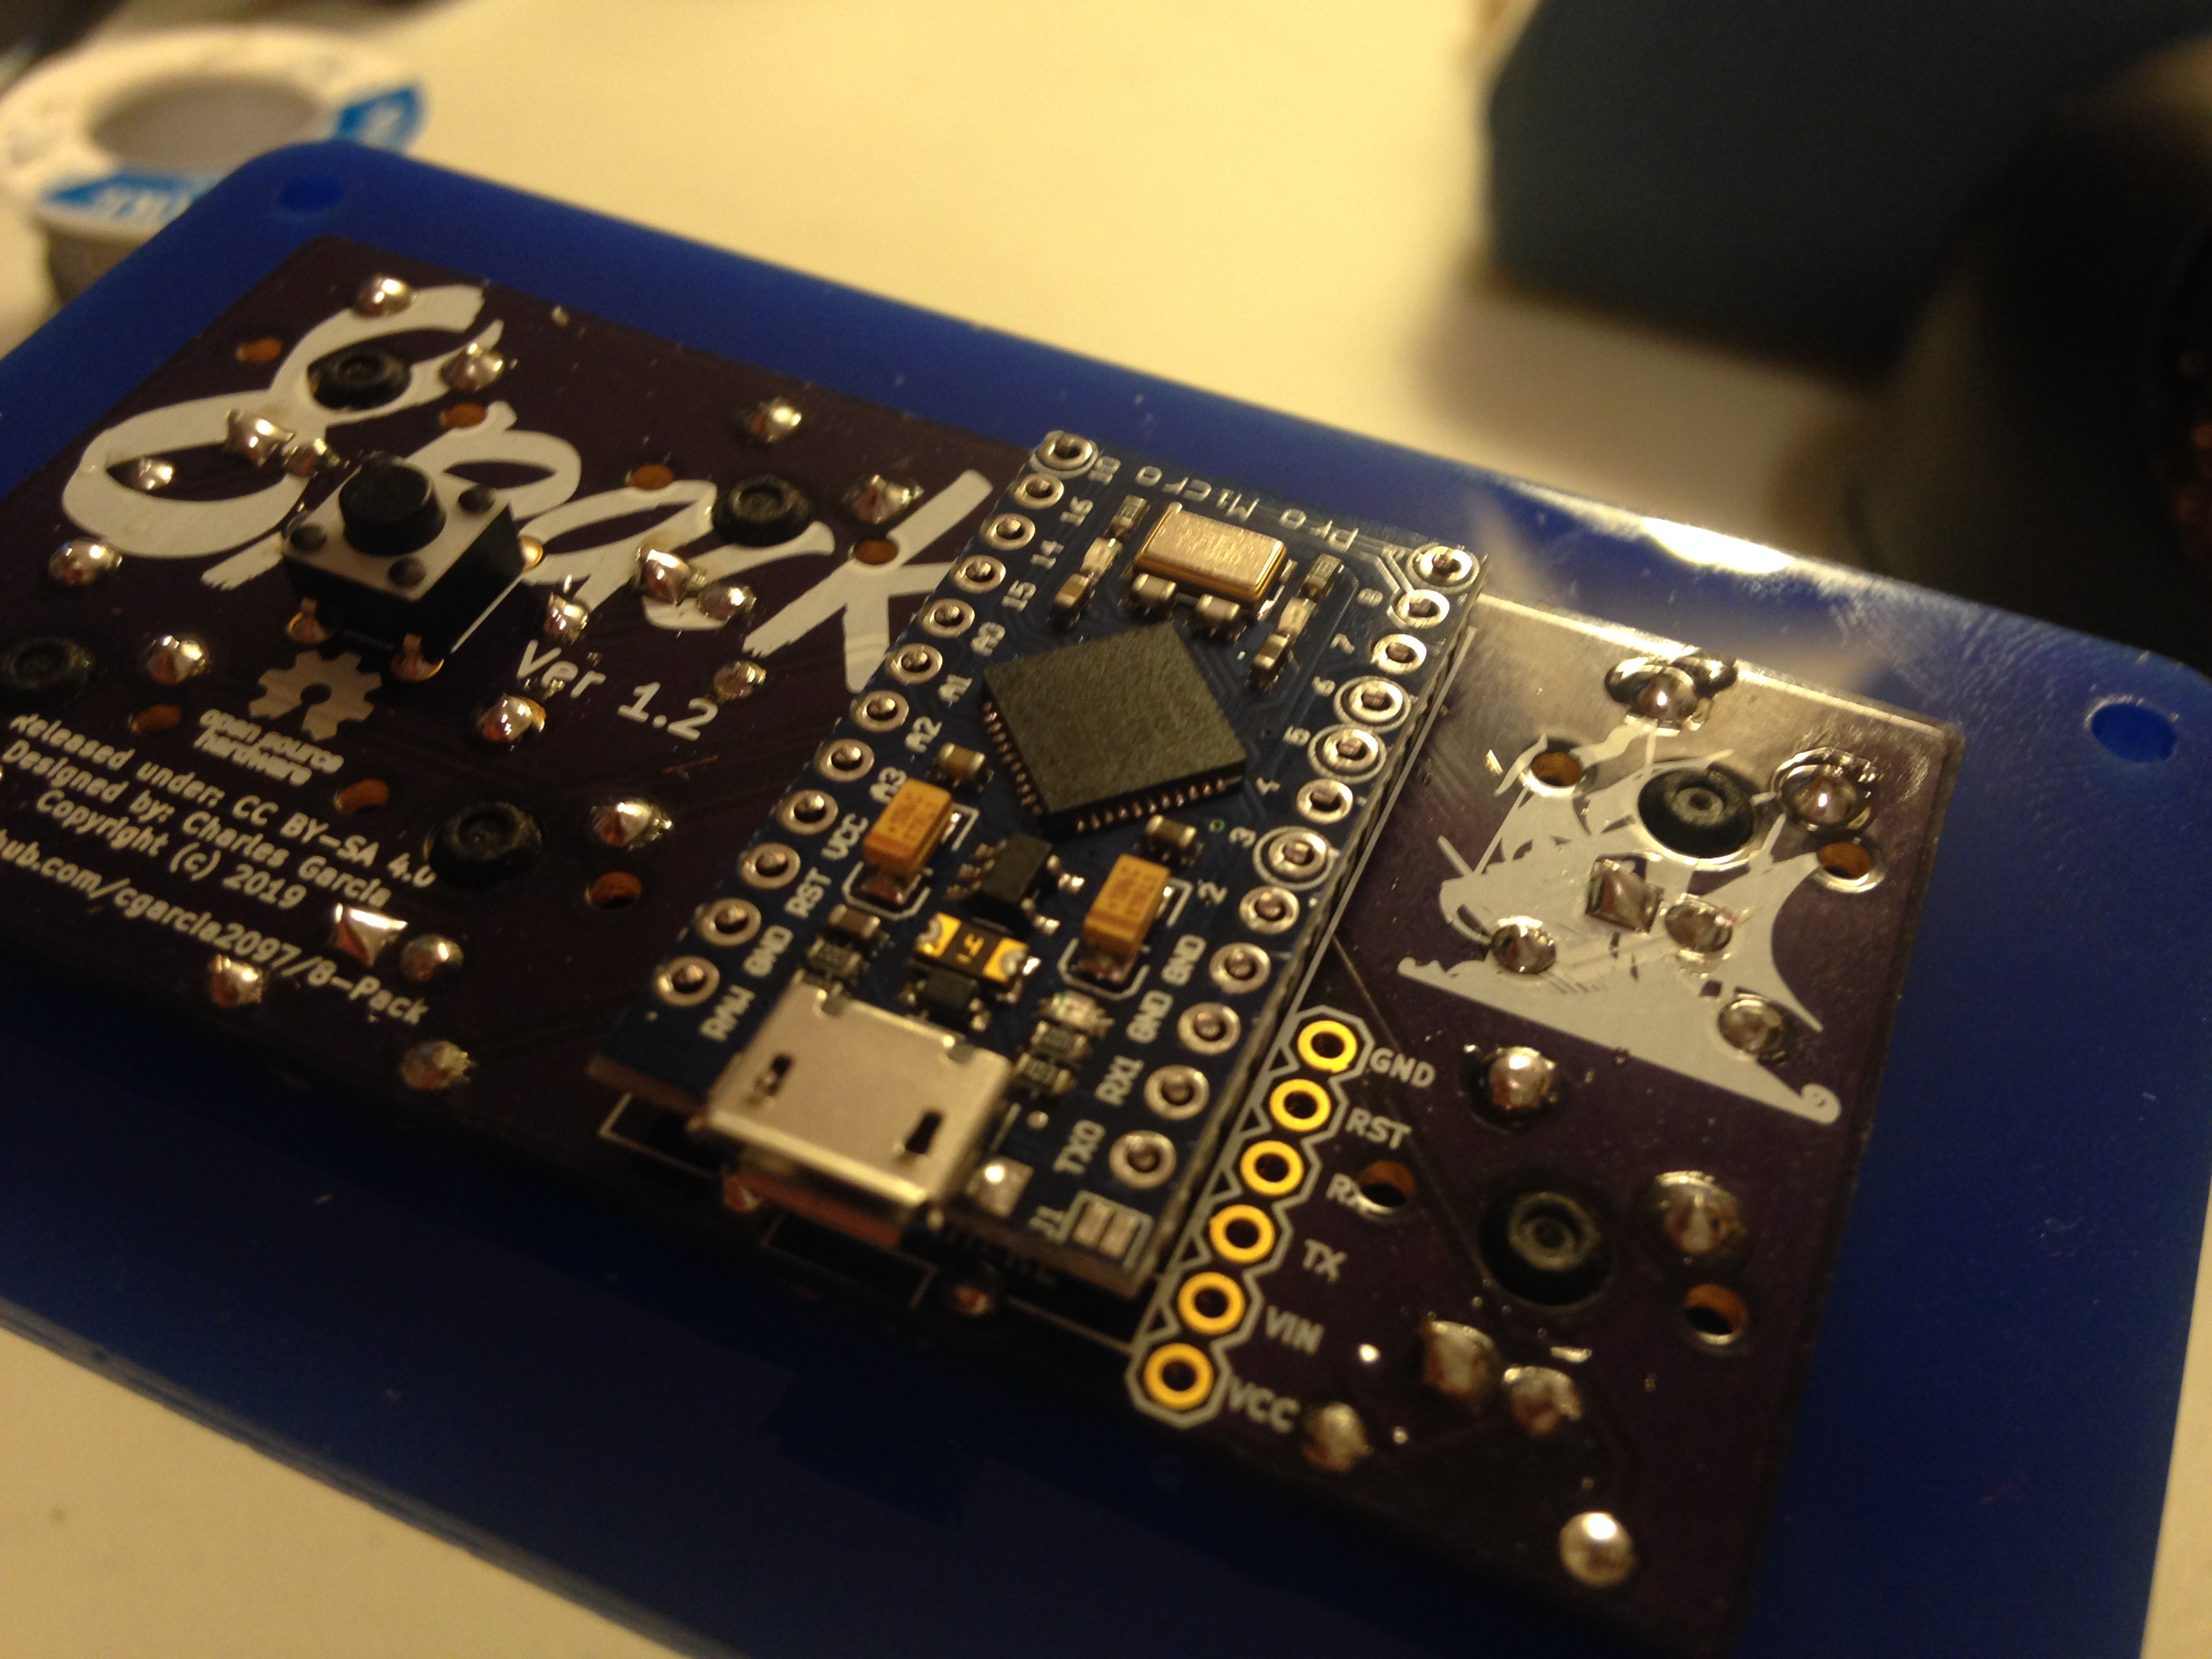 8pack
Ver 1.2
open source
hardware
Released under: CC BY-SA 4.0
Designed by: Charles Garcia
Copyright (c) 2019
hub.com/cgarcia2097/8-Pack
Pro Micro
10
16
14
15
A0
A1
A2
A3
VCC
RST
GND
RAW
9
8
7
6
5
4
3
2
GND
GND
RX1
TX0
J1
GND
RST
RX
TX
VIN
VCC